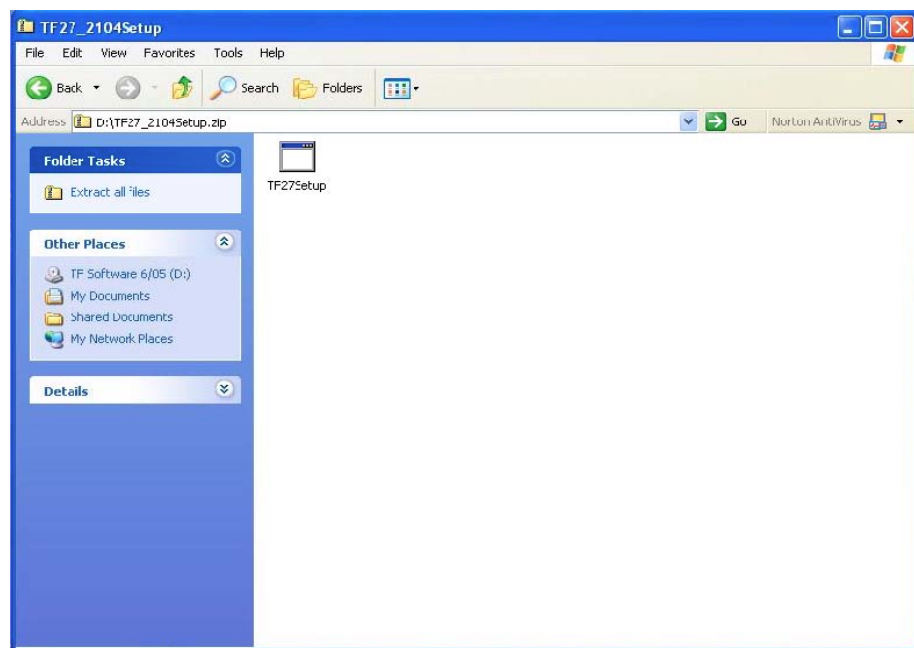 TF27_2104Setup
File Edit View Favorites Tools Help
Back Search Folders
Address D:\TF27_2104Setup.zip Go Norton AntiVirus
Folder Tasks
Extract all files
TF27Setup
Other Places
TF Software 6/05 (D:)
My Documents
Shared Documents
My Network Places
Details